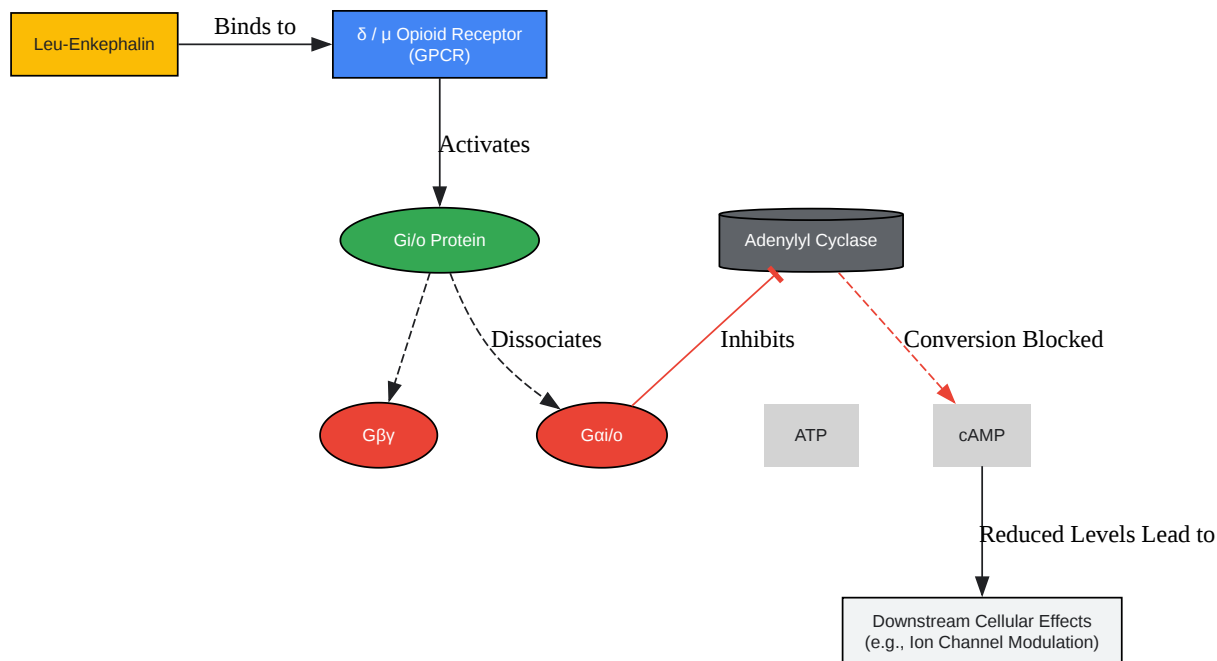 Leu-Enkephalin
Binds to
δ / μ Opioid Receptor
(GPCR)
Activates
Gi/o Protein
Adenylyl Cyclase
Dissociates
Inhibits
Conversion Blocked
Gβγ
Gαi/o
ATP
cAMP
Reduced Levels Lead to
Downstream Cellular Effects
(e.g., Ion Channel Modulation)